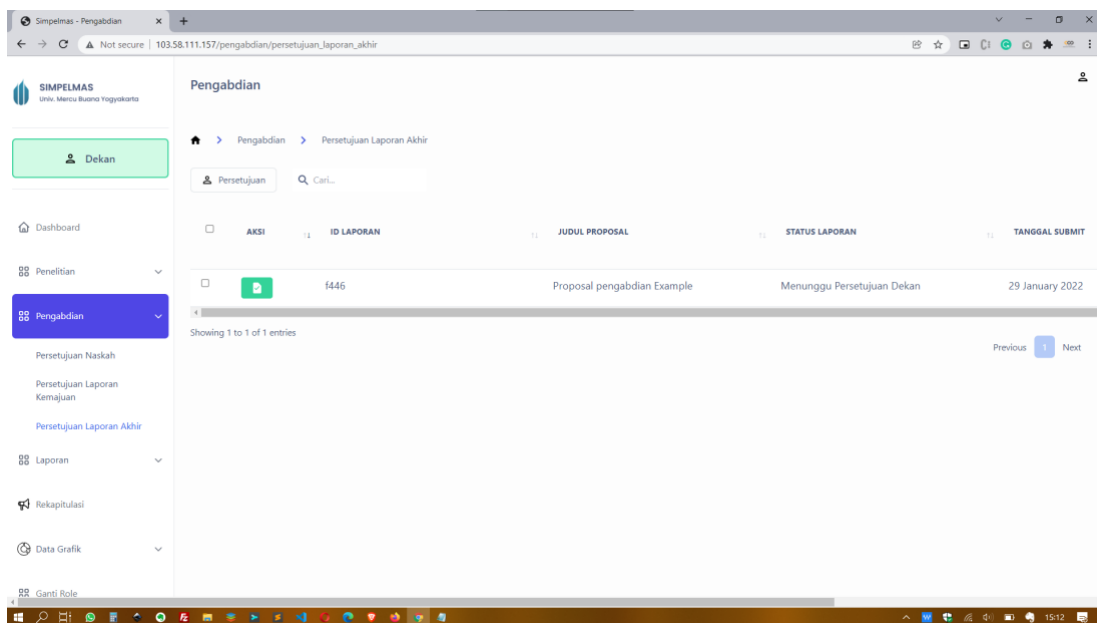 Simpelmas - Pengabdian
Not secure | 103.58.111.157/pengabdian/persetujuan_laporan_akhir
SIMPELMAS
Univ. Mercu Buana Yogyakarta
Pengabdian
Dekan
Pengabdian > Persetujuan Laporan Akhir
Persetujuan Cari...
Dashboard
Penelitian
Pengabdian
Persetujuan Naskah
Persetujuan Laporan
Kemajuan
Persetujuan Laporan Akhir
Laporan
Rekapitulasi
Data Grafik
Ganti Role
AKSI ID LAPORAN JUDUL PROPOSAL STATUS LAPORAN TANGGAL SUBMIT
f446 Proposal pengabdian Example Menunggu Persetujuan Dekan 29 January 2022
Showing 1 to 1 of 1 entries
Previous 1 Next
15:12